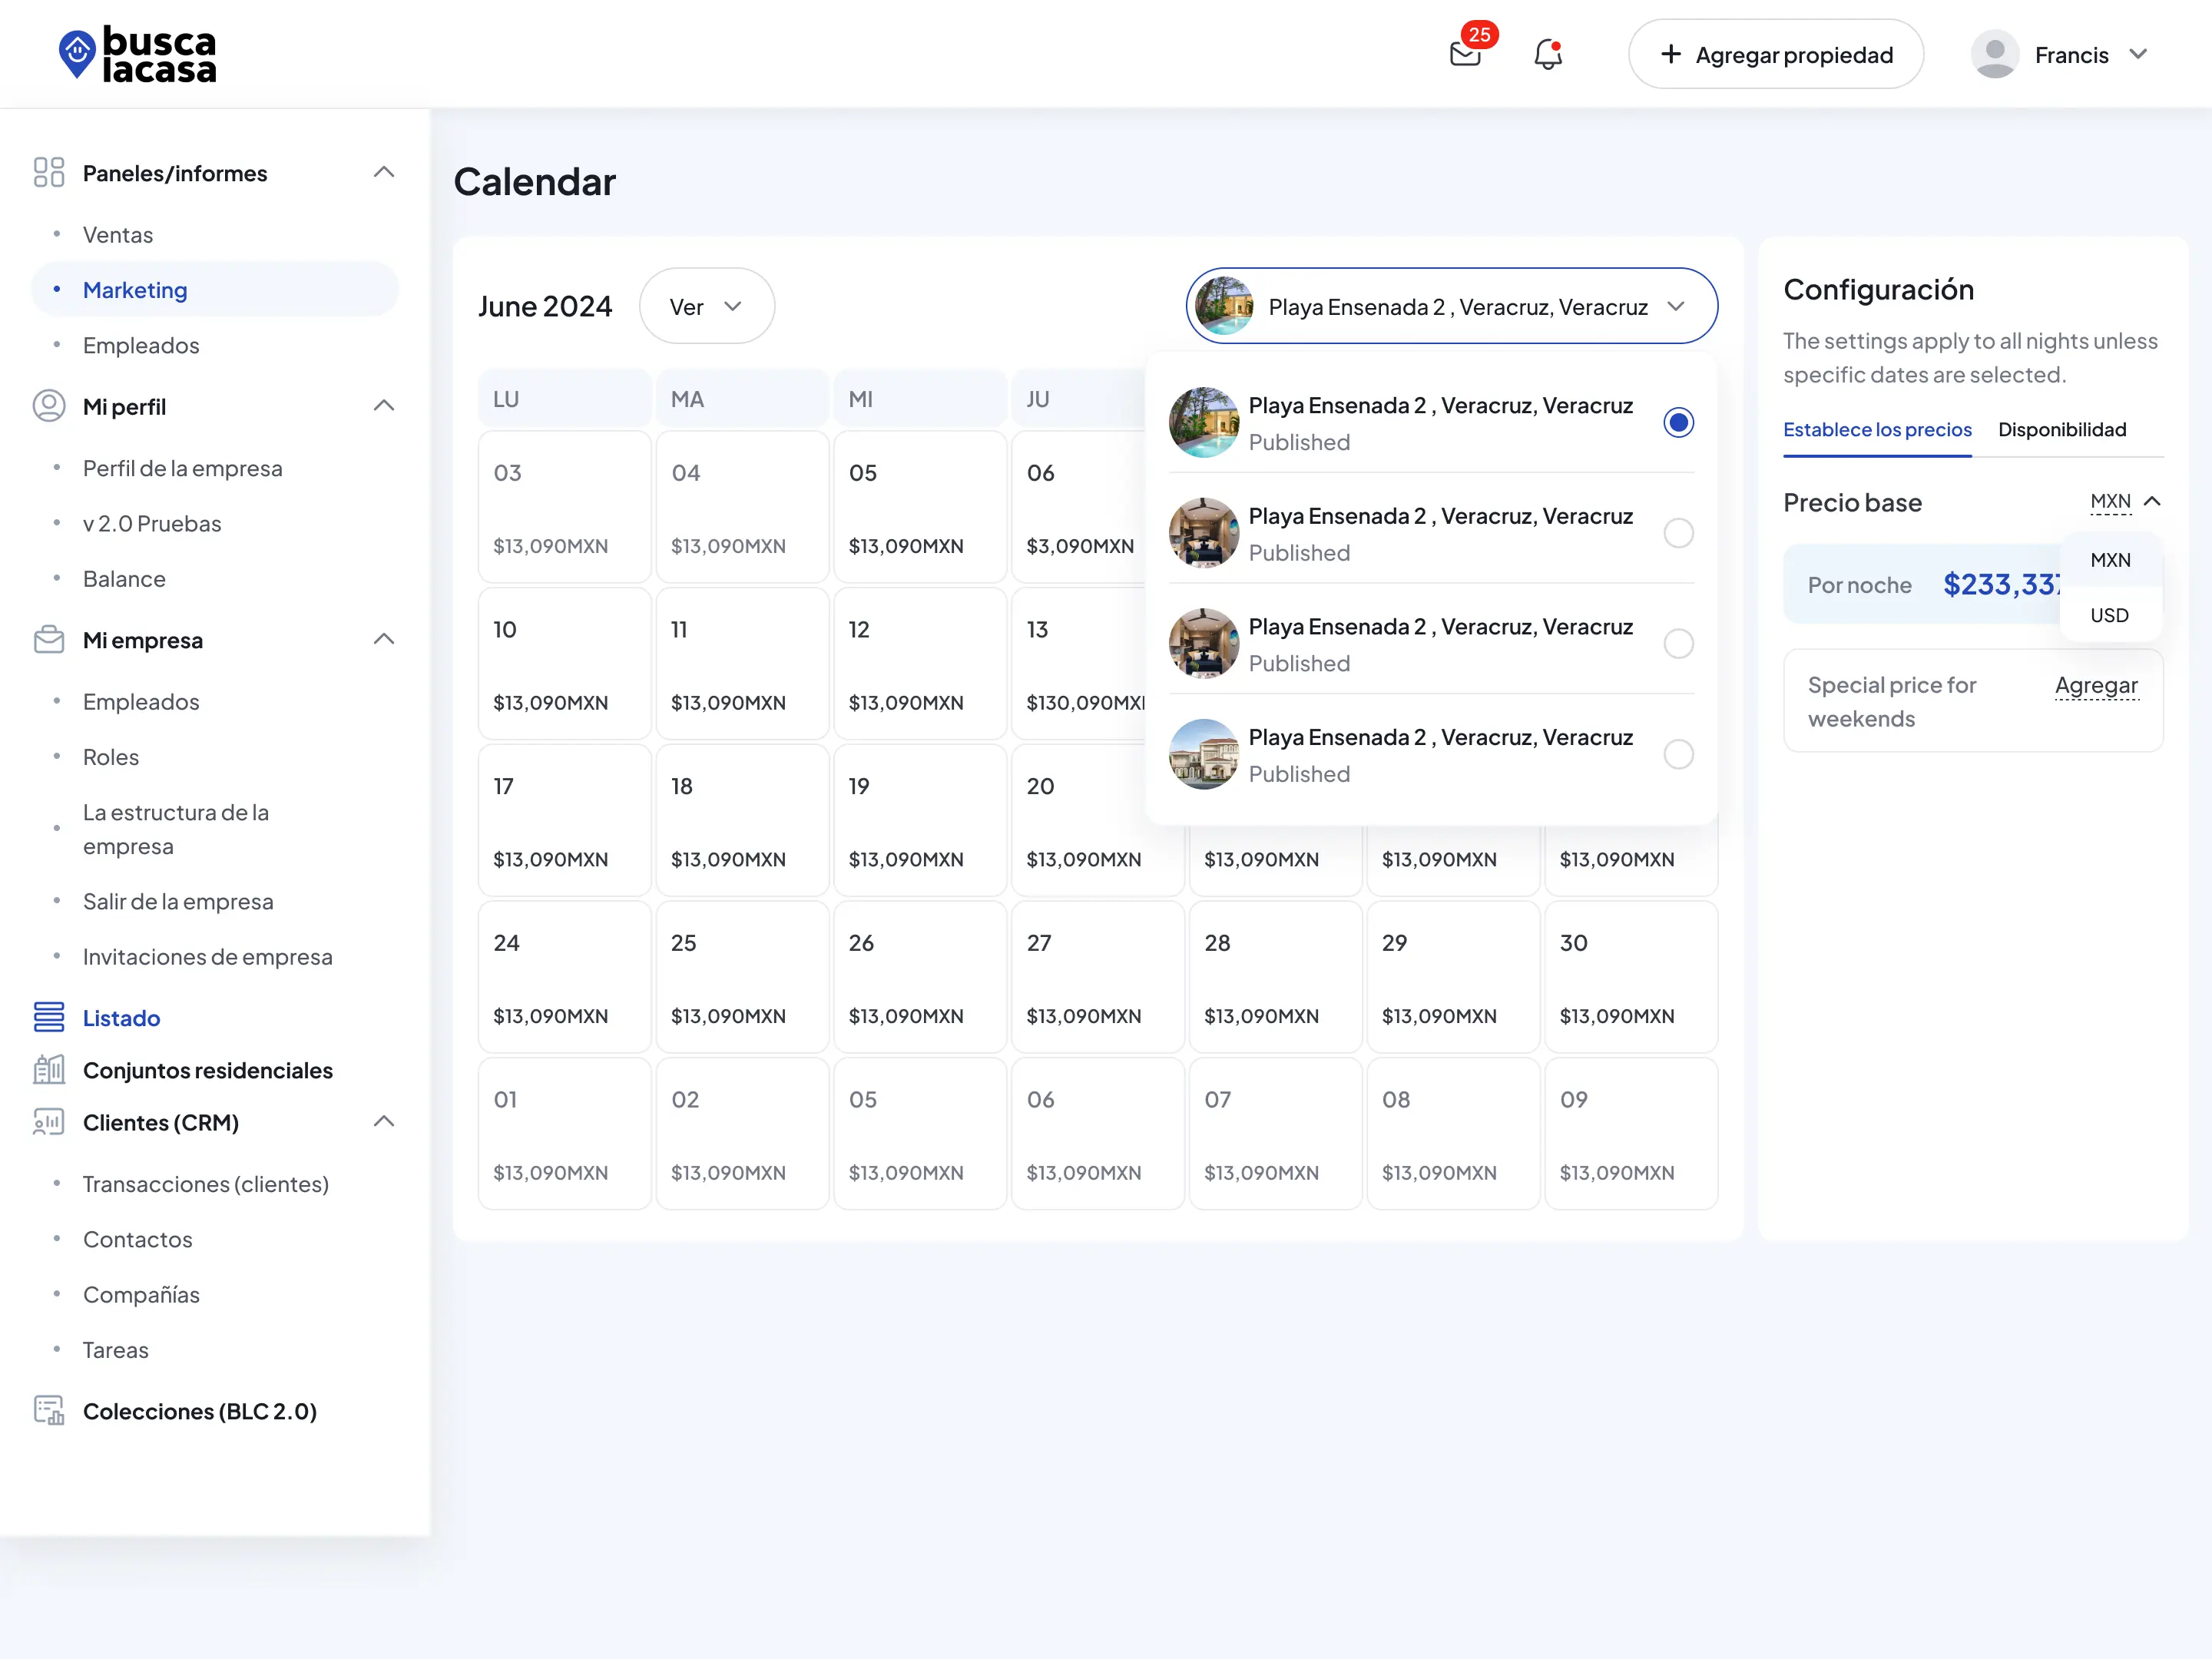 busca
lacasa
25
Agregar propiedad
Francis
Paneles/informes
Ventas
Marketing
Empleados
Mi perfil
Perfil de la empresa
v 2.0 Pruebas
Balance
Mi empresa
Empleados
Roles
La estructura de la
empresa
Salir de la empresa
Invitaciones de empresa
Listado
Conjuntos residenciales
Clientes (CRM)
Transacciones (clientes)
Contactos
Compañías
Tareas
Colecciones (BLC 2.0)
Calendar
June 2024 Ver
Playa Ensenada 2 , Veracruz, Veracruz
Playa Ensenada 2 , Veracruz, Veracruz
Published
Playa Ensenada 2 , Veracruz, Veracruz
Published
Playa Ensenada 2 , Veracruz, Veracruz
Published
Playa Ensenada 2 , Veracruz, Veracruz
Published
LU MA MI JU
03 04 05 06
$13,090MXN $13,090MXN $13,090MXN $3,090MXN
10 11 12 13
$13,090MXN $13,090MXN $13,090MXN $130,090MX
17 18 19 20
$13,090MXN $13,090MXN $13,090MXN $13,090MXN $13,090MXN $13,090MXN $13,090MXN
24 25 26 27 28 29 30
$13,090MXN $13,090MXN $13,090MXN $13,090MXN $13,090MXN $13,090MXN $13,090MXN
01 02 05 06 07 08 09
$13,090MXN $13,090MXN $13,090MXN $13,090MXN $13,090MXN $13,090MXN $13,090MXN
Configuración
The settings apply to all nights unless
specific dates are selected.
Establece los precios Disponibilidad
Precio base MXN
MXN
USD
Por noche $233,337
Special price for
weekends
Agregar